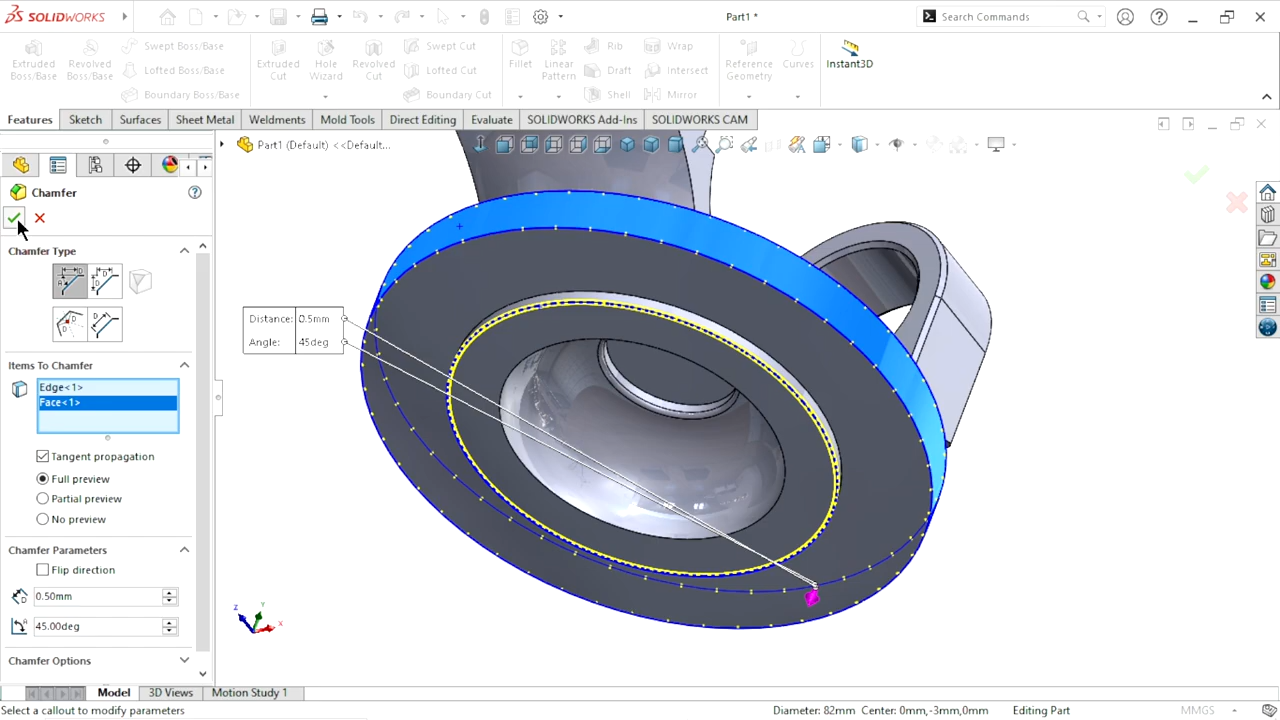 SOLIDWORKS
Part1 *
Search Commands
Extruded Boss/Base
Revolved Boss/Base
Swept Boss/Base
Lofted Boss/Base
Boundary Boss/Base
Extruded Cut
Hole Wizard
Revolved Cut
Swept Cut
Lofted Cut
Boundary Cut
Fillet
Linear Pattern
Rib
Draft
Shell
Wrap
Intersect
Mirror
Reference Geometry
Curves
Instant3D
Features
Sketch
Surfaces
Sheet Metal
Weldments
Mold Tools
Direct Editing
Evaluate
SOLIDWORKS Add-Ins
SOLIDWORKS CAM
Part1 (Default) <<Default...
Chamfer
Chamfer Type
Items To Chamfer
Edge<1>
Face<1>
Tangent propagation
Full preview
Partial preview
No preview
Chamfer Parameters
Flip direction
0.50mm
45.00deg
Chamfer Options
Distance: 0.5mm
Angle: 45deg
Z
Y
X
Model
3D Views
Motion Study 1
Select a callout to modify parameters
Diameter: 82mm Center: 0mm,-3mm,0mm
Editing Part
MMGS